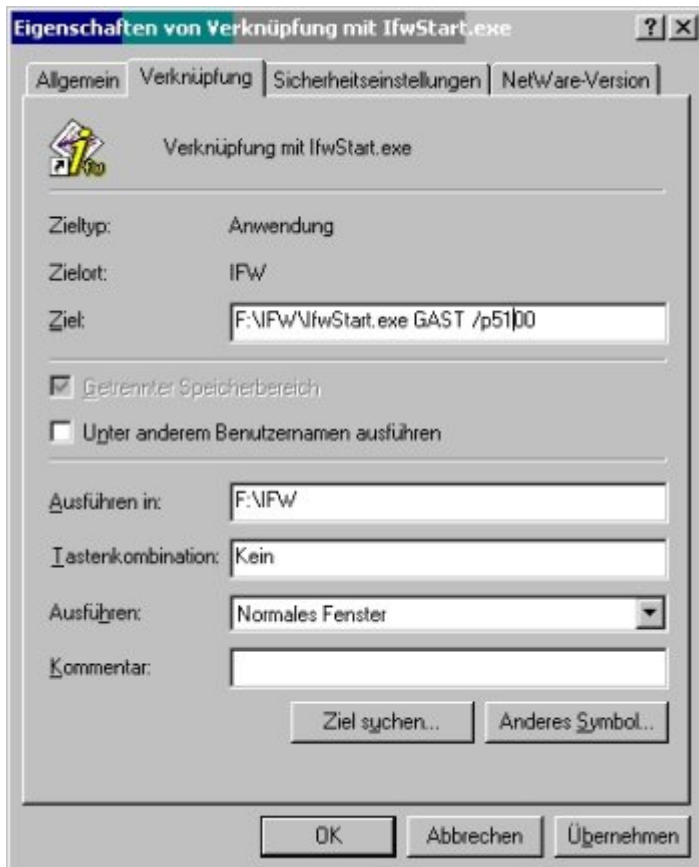 Eigenschaften von Verknüpfung mit IfwStart.exe
Allgemein Verknüpfung Sicherheitseinstellungen NetWare-Version
Verknüpfung mit IfwStart.exe
Zieltyp: Anwendung
Zielort: IFW
Ziel: F:\IFW\IfwStart.exe GAST /p5100
Getrennter Speicherbereich
Unter anderem Benutzernamen ausführen
Ausführen in: F:\IFW
Tastenkombination: Kein
Ausführen: Normales Fenster
Kommentar:
Ziel suchen... Anderes Symbol...
OK Abbrechen Übernehmen